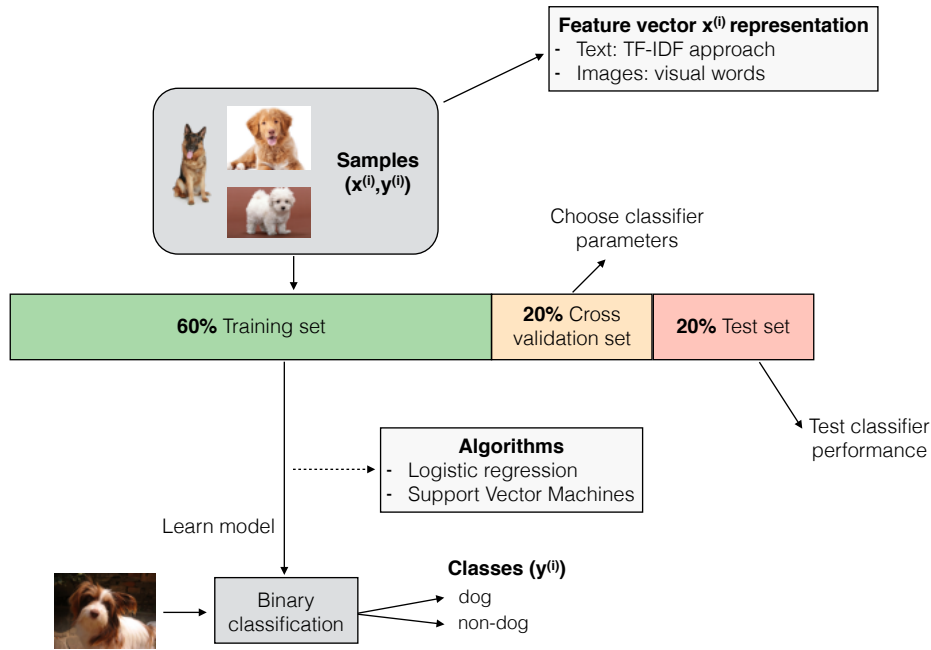 Feature vector x⁽ⁱ⁾ representation
- Text: TF-IDF approach
- Images: visual words
Samples
(x⁽ⁱ⁾,y⁽ⁱ⁾)
Choose classifier
parameters
60% Training set
20% Cross
validation set
20% Test set
Test classifier
performance
Algorithms
- Logistic regression
- Support Vector Machines
Learn model
Classes (y⁽ⁱ⁾)
Binary
classification
dog
non-dog